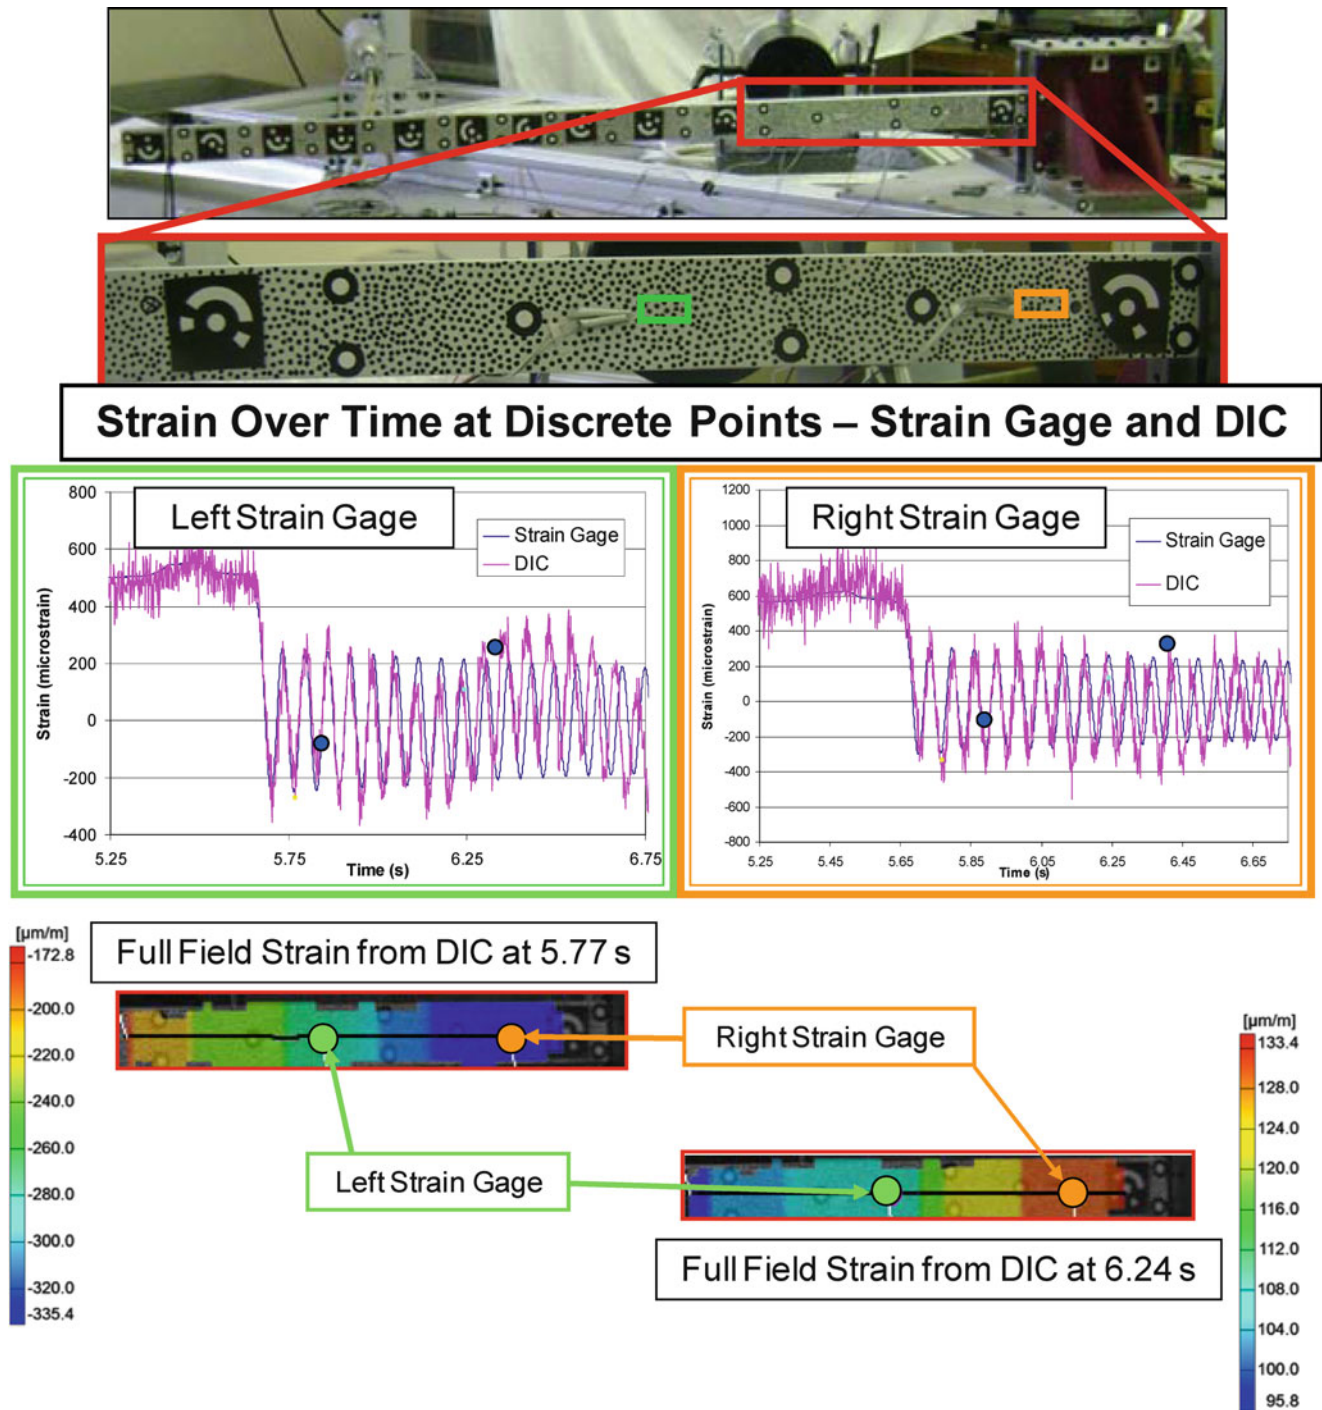 Strain Over Time at Discrete Points – Strain Gage and DIC
Left Strain Gage
Strain Gage
DIC
Strain (microstrain)
800
600
400
200
0
-200
-400
5.25
5.75
6.25
6.75
Time (s)
Right Strain Gage
Strain Gage
DIC
Strain (microstrain)
1200
1000
800
600
400
200
0
-200
-400
-600
-800
5.25
5.45
5.65
5.85
6.05
6.25
6.45
6.65
Time (s)
[µm/m]
-172.8
-200.0
-220.0
-240.0
-260.0
-280.0
-300.0
-320.0
-335.4
Full Field Strain from DIC at 5.77 s
Right Strain Gage
Left Strain Gage
Full Field Strain from DIC at 6.24 s
[µm/m]
133.4
128.0
124.0
120.0
116.0
112.0
108.0
104.0
100.0
95.8